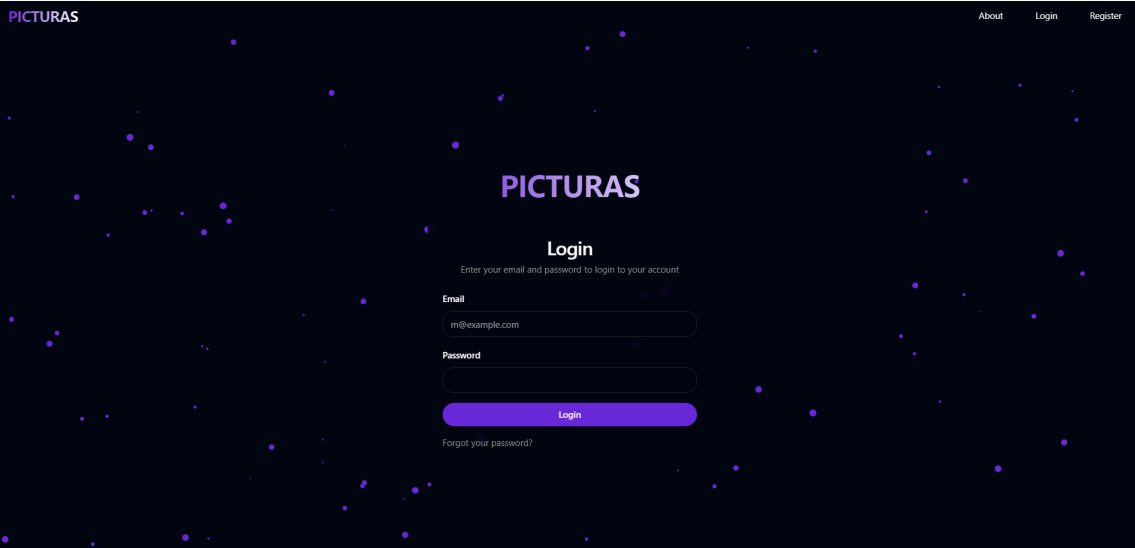 PICTURAS
About
Login
Register
PICTURAS
Login
Enter your email and password to login to your account
Email
m@example.com
Password
Login
Forgot your password?